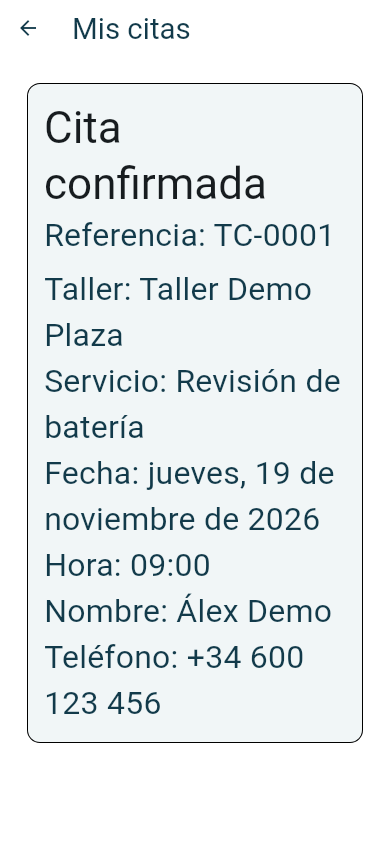 Mis citas
Cita
confirmada
Referencia: TC-0001
Taller: Taller Demo
Plaza
Servicio: Revisión de
batería
Fecha: jueves, 19 de
noviembre de 2026
Hora: 09:00
Nombre: Álex Demo
Teléfono: +34 600
123 456